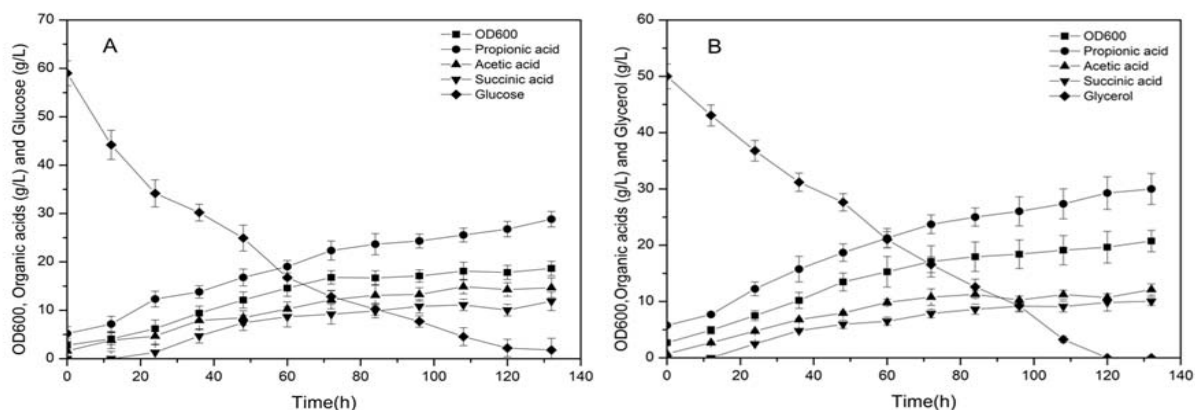 A
OD600
Propionic acid
Acetic acid
Succinic acid
Glucose
OD600, Organic acids (g/L) and Glucose (g/L)
70
60
50
40
30
20
10
0
0 20 40 60 80 100 120 140
Time(h)
B
OD600
Propionic acid
Acetic acid
Succinic acid
Glycerol
OD600,Organic acids (g/L) and Glycerol (g/L)
60
50
40
30
20
10
0
0 20 40 60 80 100 120 140
Time(h)